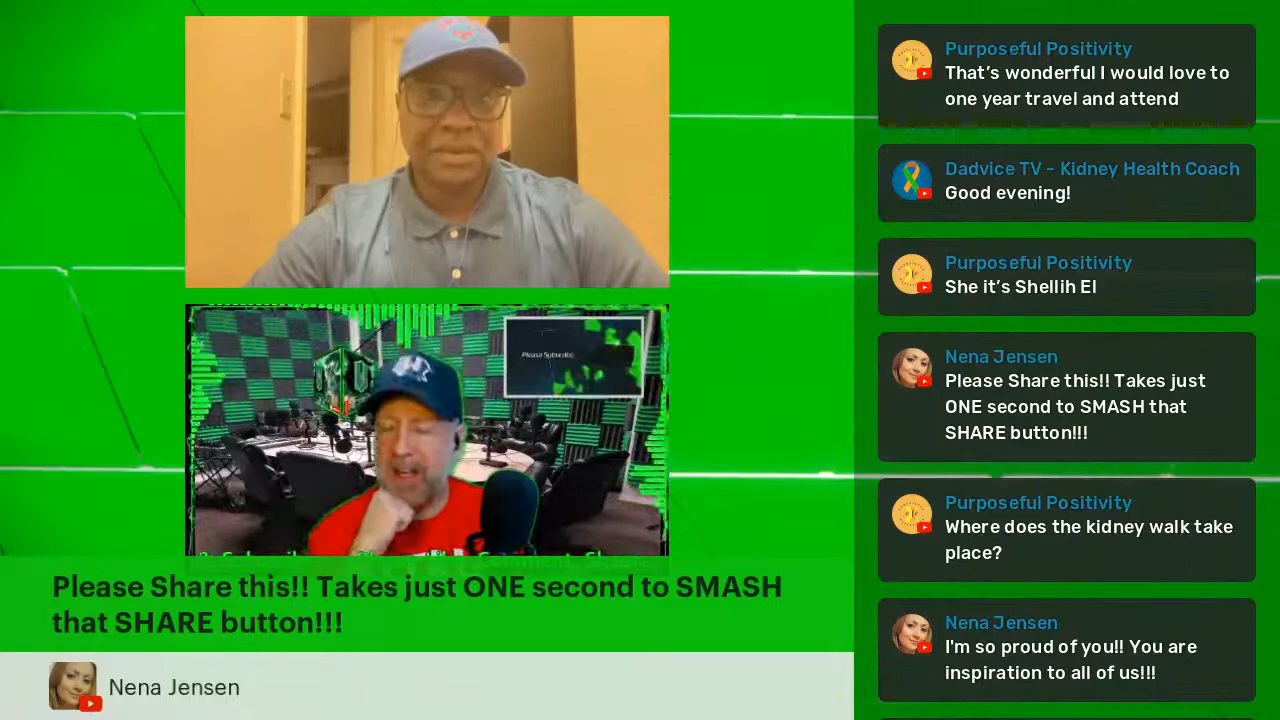 Purposeful Positivity
That’s wonderful I would love to
one year travel and attend
Dadvice TV - Kidney Health Coach
Good evening!
Purposeful Positivity
She it’s Shellih El
Nena Jensen
Please Share this!! Takes just
ONE second to SMASH that
SHARE button!!!
Purposeful Positivity
Where does the kidney walk take
place?
Nena Jensen
I'm so proud of you!! You are
inspiration to all of us!!!
Please Subscribe
Please Share this!! Takes just ONE second to SMASH
that SHARE button!!!
Nena Jensen